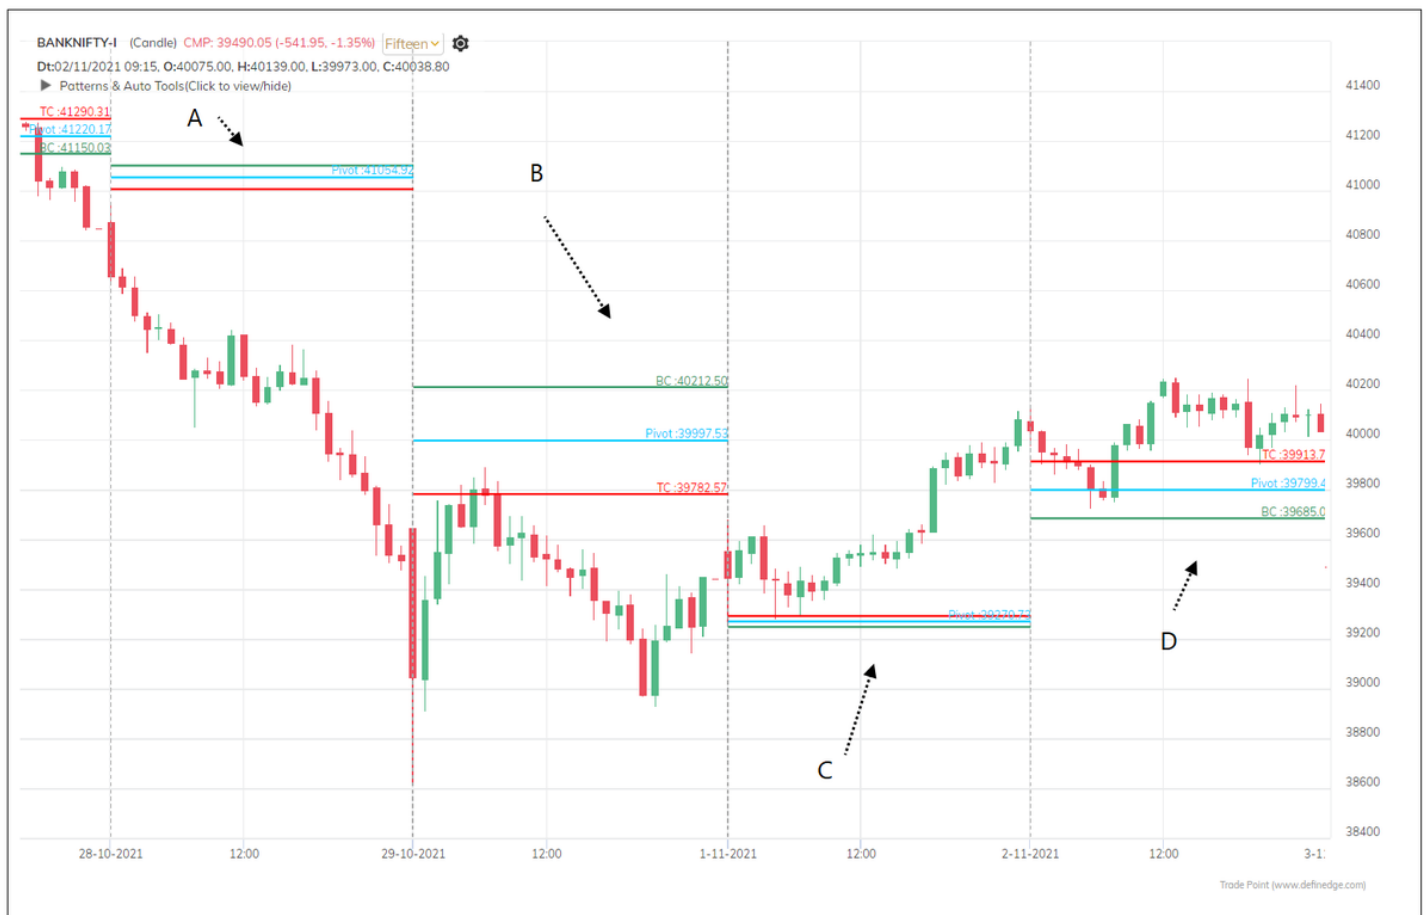 BANKNIFTY-I (Candle) CMP: 39490.05 (-541.95, -1.35%) Fifteen
Dt:02/11/2021 09:15, O:40075.00, H:40139.00, L:39973.00, C:40038.80
Patterns & Auto Tools(Click to view/hide)
TC :41290.31
Pivot :41220.17
BC :41150.03
A
Pivot :41054.92
B
BC :40212.50
Pivot :39997.53
TC :39782.57
Pivot :39270.73
C
TC :39913.7
Pivot :39799.4
BC :39685.0
D
41400
41200
41000
40800
40600
40400
40200
40000
39800
39600
39400
39200
39000
38800
38600
38400
28-10-2021 12:00 29-10-2021 12:00 1-11-2021 12:00 2-11-2021 12:00 3-1
Trade Point (www.definedge.com)